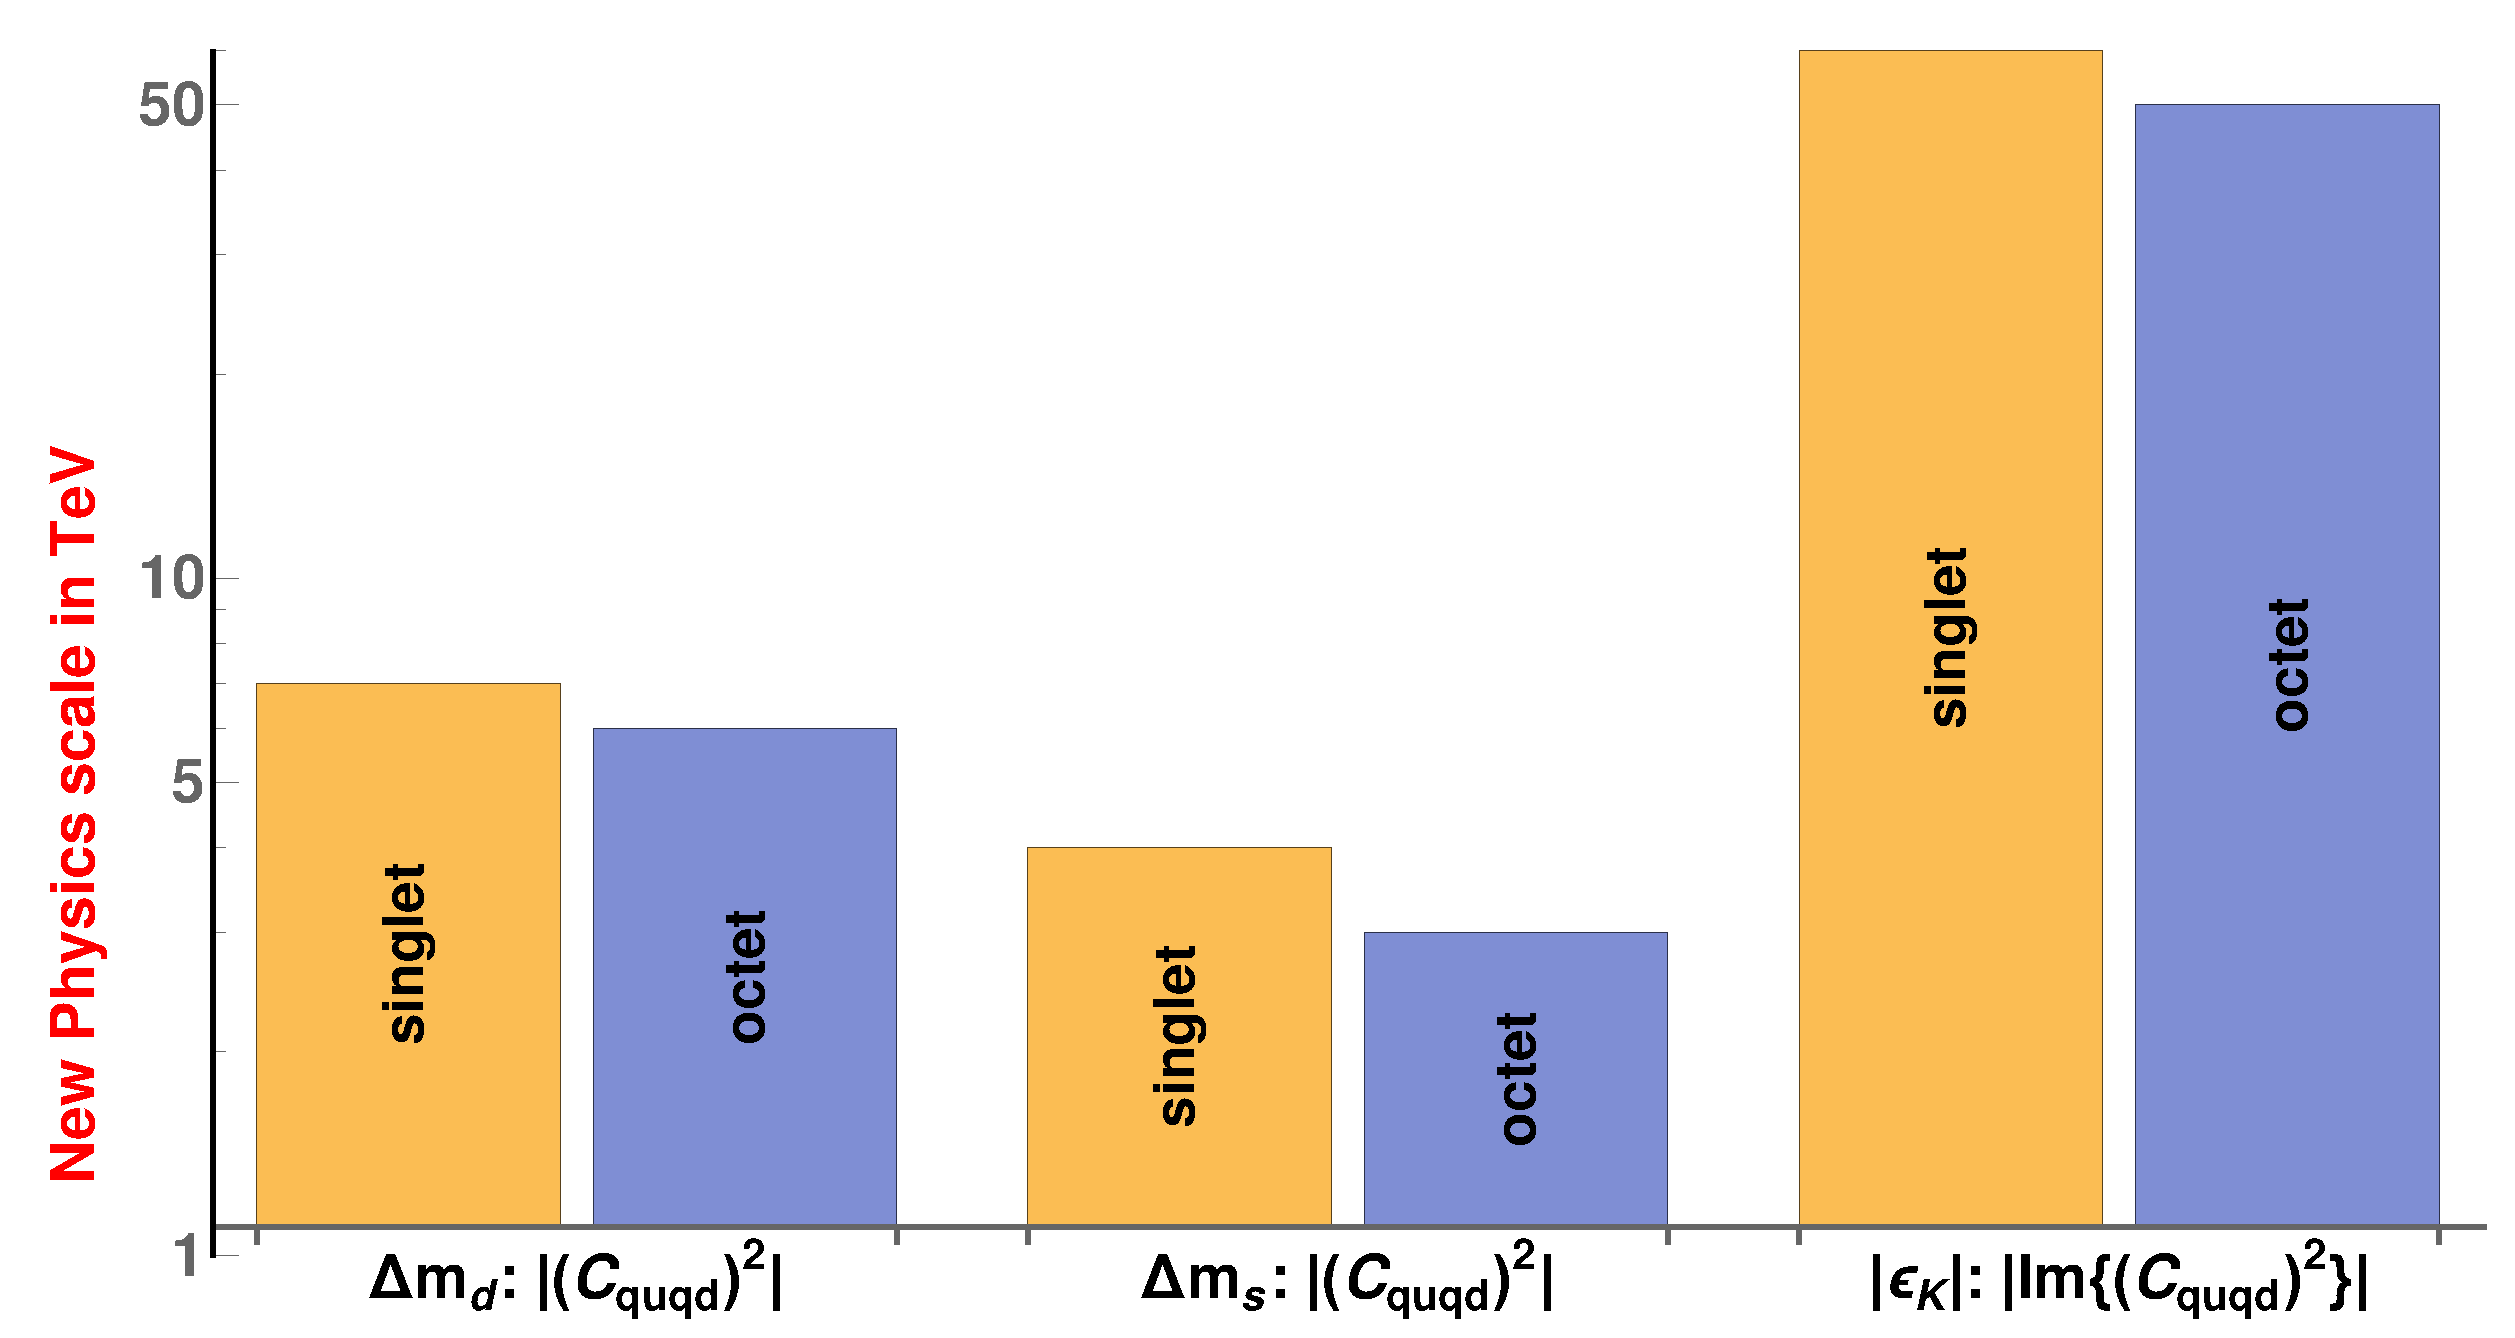 New Physics scale in TeV
50
10
5
1
singlet
octet
singlet
octet
singlet
octet
Δm_d: |(C_quqd)²|
Δm_s: |(C_quqd)²|
|ϵ_K|: |Im{(C_quqd)²}|